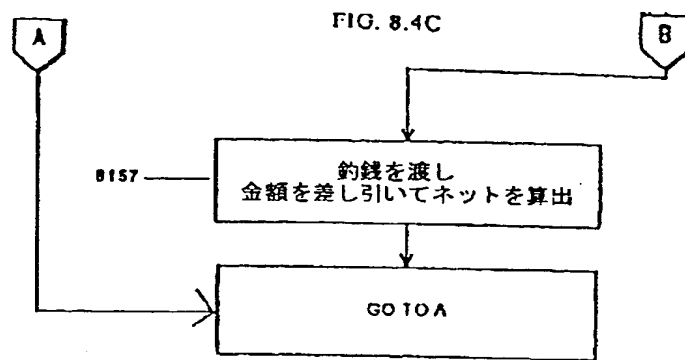 FIG. 8.4C
A
B
8157
釣銭を渡し
金額を差し引いてネットを算出
GO TO A